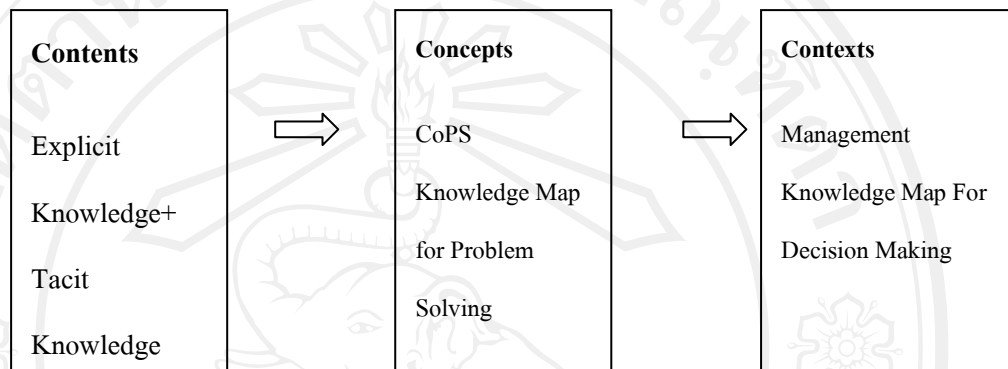 Contents
Explicit
Knowledge+
Tacit
Knowledge
Concepts
CoPS
Knowledge Map
for Problem
Solving
Contexts
Management
Knowledge Map For
Decision Making